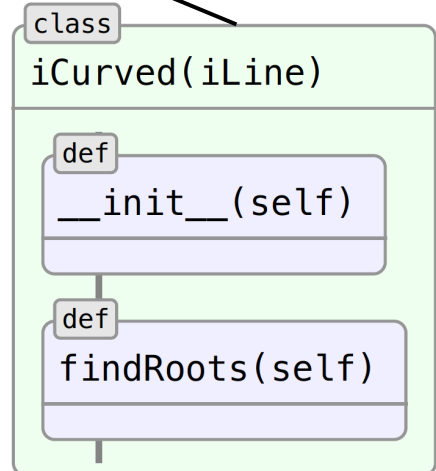 class
iCurved(iLine)
def
__init__(self)
def
findRoots(self)